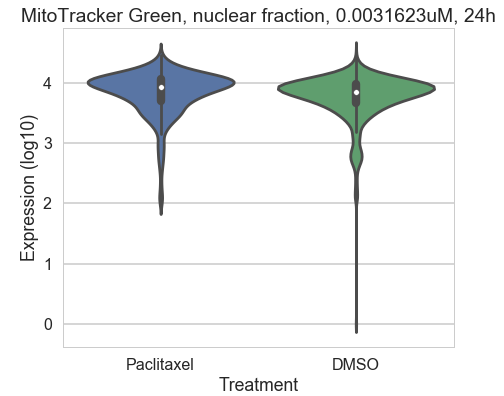 MitoTracker Green, nuclear fraction, 0.0031623uM, 24h
Expression (log10)
4
3
2
1
0
Paclitaxel
DMSO
Treatment